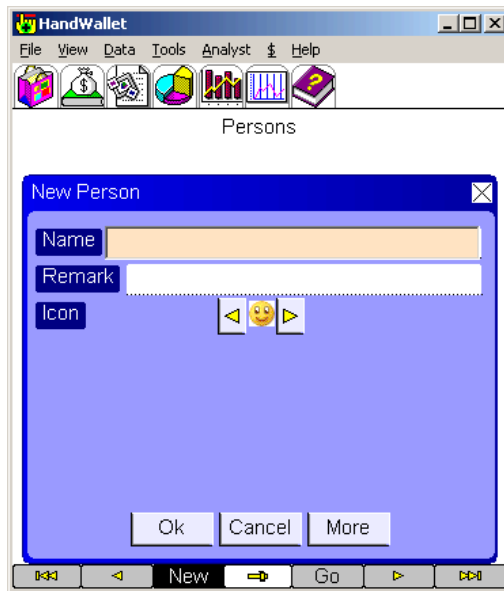 HandWallet
File View Data Tools Analyst $ Help
Persons
New Person
Name
Remark
Icon
Ok Cancel More
New Go